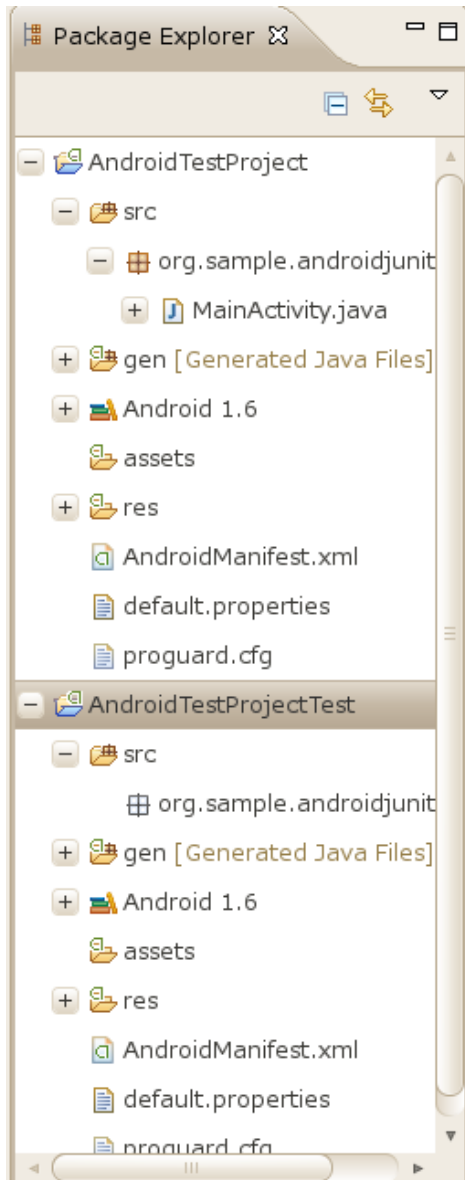 Package Explorer
AndroidTestProject
src
org.sample.androidjunit
MainActivity.java
gen [Generated Java Files]
Android 1.6
assets
res
AndroidManifest.xml
default.properties
proguard.cfg
AndroidTestProjectTest
src
org.sample.androidjunit
gen [Generated Java Files]
Android 1.6
assets
res
AndroidManifest.xml
default.properties
proguard.cfg